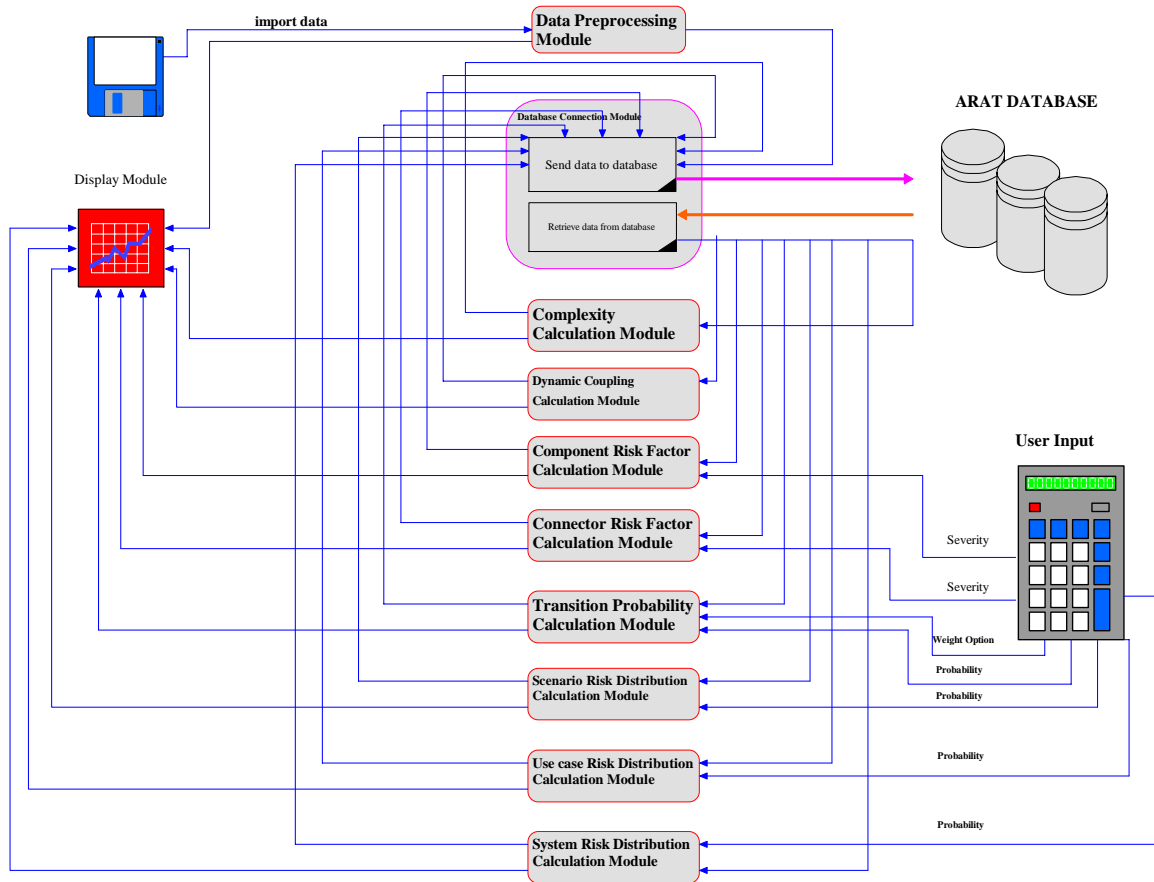 import data
Data Preprocessing
Module
ARAT DATABASE
Database Connection Module
Send data to database
Display Module
Retrieve data from database
Complexity
Calculation Module
Dynamic Coupling
Calculation Module
User Input
Component Risk Factor
Calculation Module
Connector Risk Factor
Calculation Module
Severity
Severity
Transition Probability
Calculation Module
Weight Option
Probability
Scenario Risk Distribution
Calculation Module
Probability
Use case Risk Distribution
Calculation Module
Probability
Probability
System Risk Distribution
Calculation Module